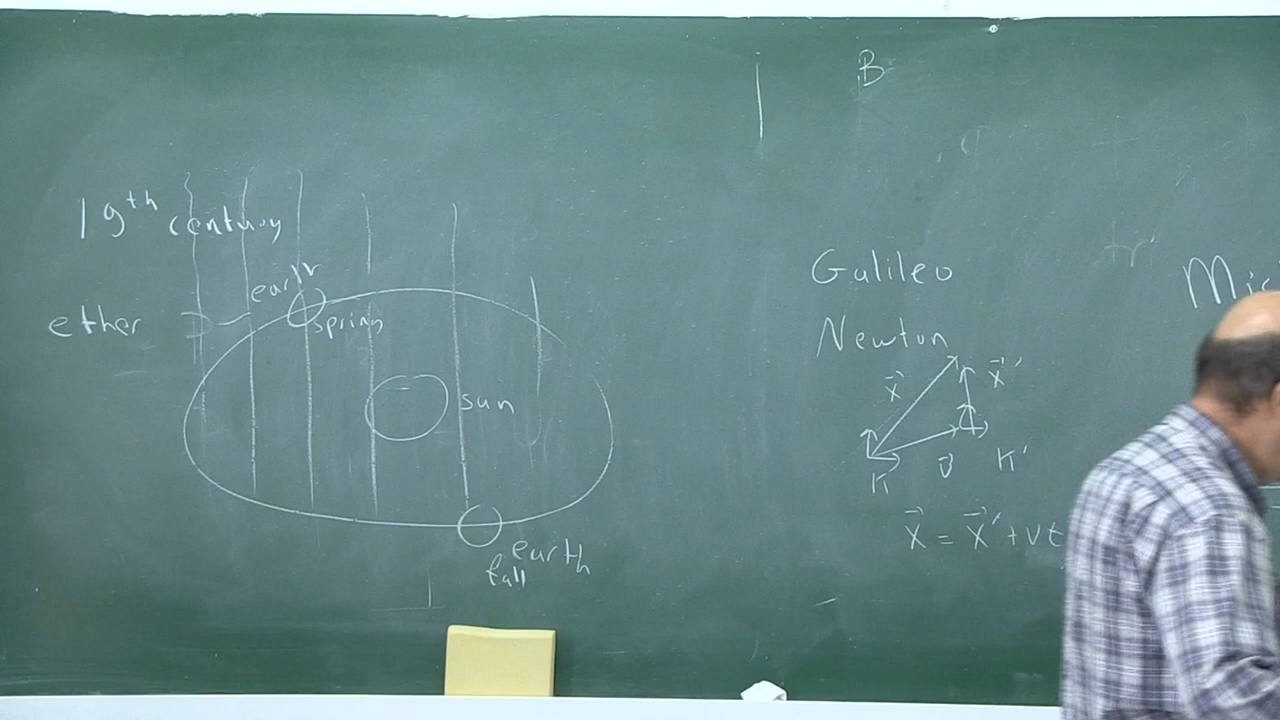 19th century
ether
earth
spring
sun
earth
fall
B
Galileo
Newton
x⃗
x⃗'
K
v⃗
K'
x⃗ = x⃗' + vt